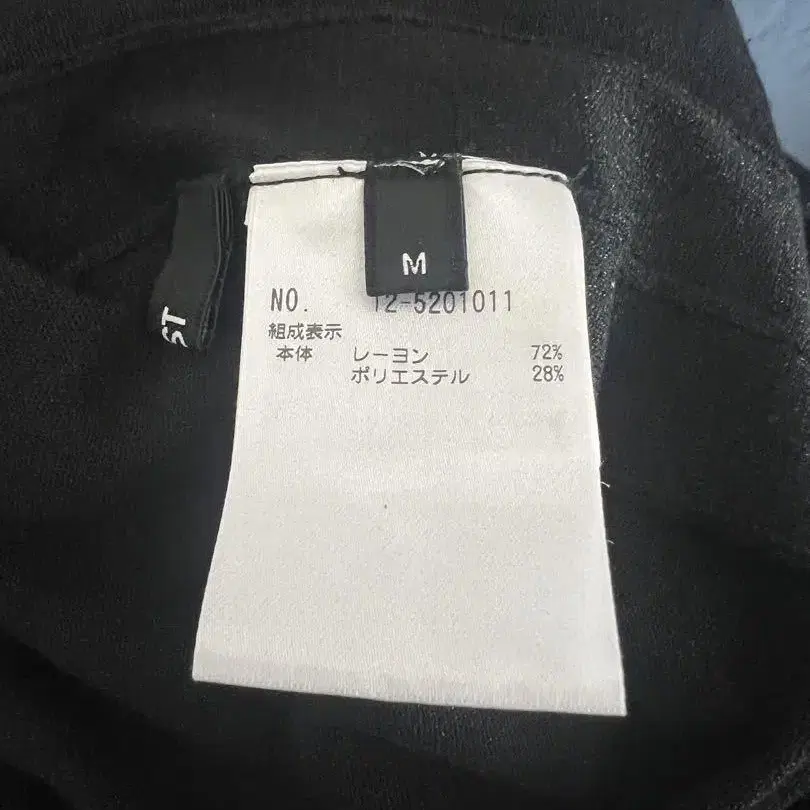 M
NO. 12-5201011
組成表示
本体 レーヨン 72%
ポリエステル 28%
ST